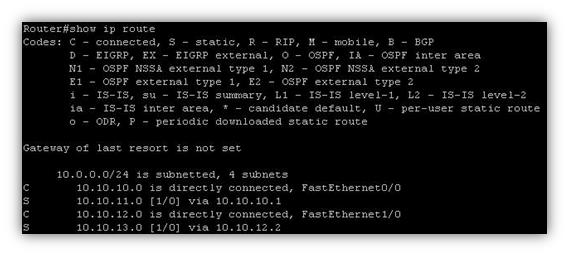 Router#show ip route
Codes: C - connected, S - static, R - RIP, M - mobile, B - BGP
D - EIGRP, EX - EIGRP external, O - OSPF, IA - OSPF inter area
N1 - OSPF NSSA external type 1, N2 - OSPF NSSA external type 2
E1 - OSPF external type 1, E2 - OSPF external type 2
i - IS-IS, su - IS-IS summary, L1 - IS-IS level-1, L2 - IS-IS level-2
ia - IS-IS inter area, * - candidate default, U - per-user static route
o - ODR, P - periodic downloaded static route
Gateway of last resort is not set
10.0.0.0/24 is subnetted, 4 subnets
C 10.10.10.0 is directly connected, FastEthernet0/0
S 10.10.11.0 [1/0] via 10.10.10.1
C 10.10.12.0 is directly connected, FastEthernet1/0
S 10.10.13.0 [1/0] via 10.10.12.2